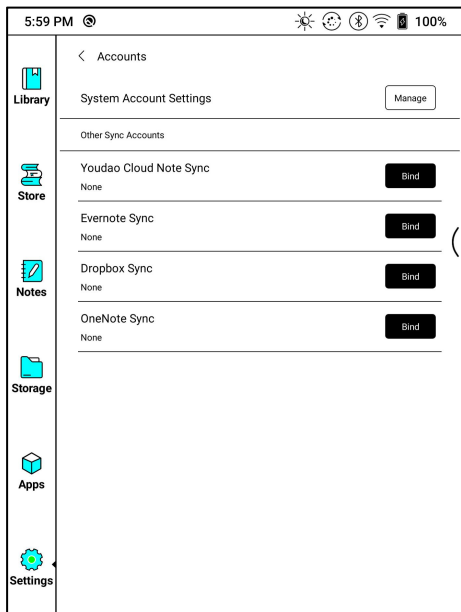 5:59 PM
100%
Accounts
System Account Settings
Manage
Other Sync Accounts
Youdao Cloud Note Sync
Bind
None
Evernote Sync
Bind
None
Dropbox Sync
Bind
None
OneNote Sync
Bind
None
Library
Store
Notes
Storage
Apps
Settings